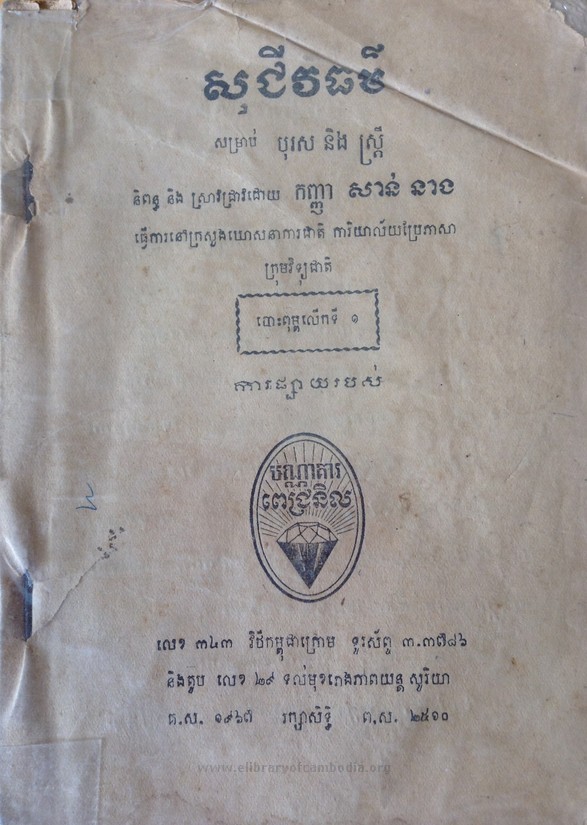 សុជីវធម៌
សម្រាប់ បុរស និង ស្ត្រី
និពន្ធ និង ស្រាវជ្រាវដោយ កញ្ញា សាន់ នាង
ធ្វើការនៅក្រសួងឃោសនាការជាតិ ការិយាល័យប្រែភាសា
ក្រុមវិទ្យុជាតិ
បោះពុម្ពលើកទី ១
ការផ្សាយរបស់
បណ្ណាគារ
ពេជ្រនិល
លេខ ៣៤៣ វិថីកម្ពុជាក្រោម ទូរស័ព្ទ ៣.៣៧៨៦
និងតូប លេខ ២៩ ទល់មុខរោងភាពយន្ត សូរិយា
គ.ស. ១៩៦៧ រក្សាសិទ្ធិ ព.ស. ២៥១០
www.elibraryofcambodia.org